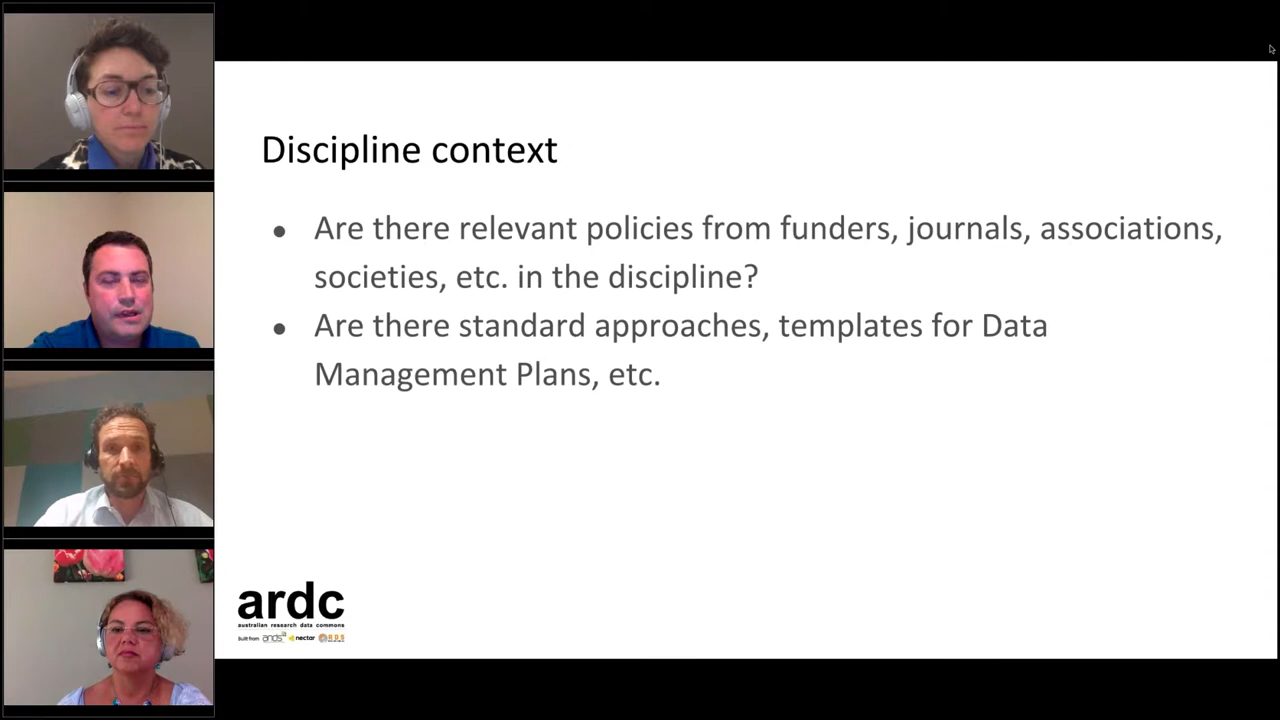 Discipline context
● Are there relevant policies from funders, journals, associations,
societies, etc. in the discipline?
● Are there standard approaches, templates for Data
Management Plans, etc.
ardc
australian research data commons
Built from ands nectar RDS